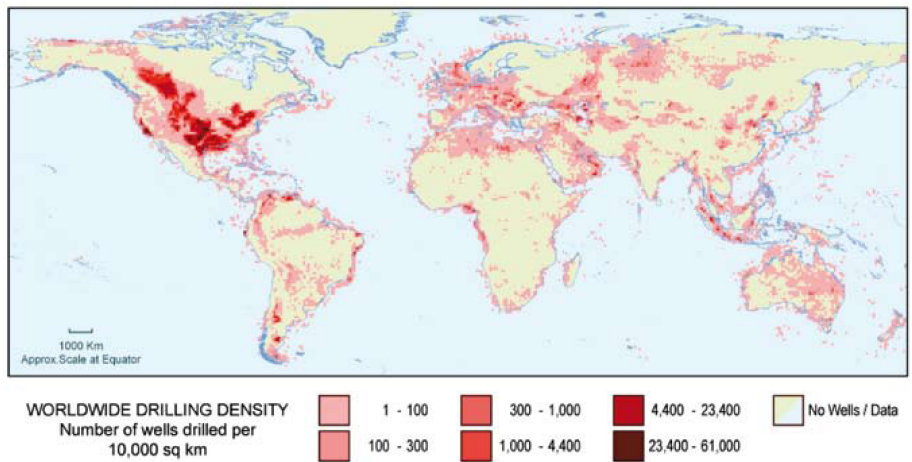 1000 Km
Approx.Scale at Equator
WORLDWIDE DRILLING DENSITY
Number of wells drilled per
10,000 sq km
1 - 100
300 - 1,000
4,400 - 23,400
No Wells / Data
100 - 300
1,000 - 4,400
23,400 - 61,000